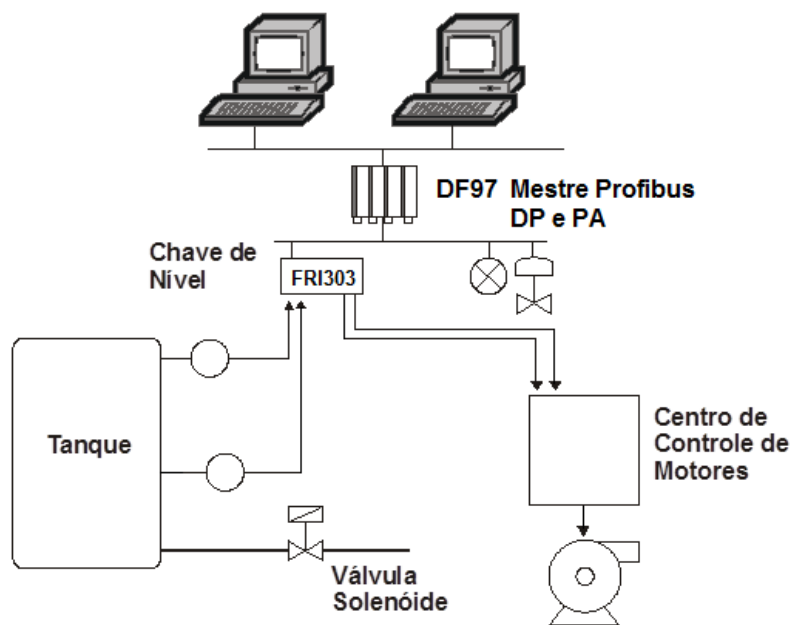 DF97 Mestre Profibus
DP e PA
Chave de
Nível
FRI303
Tanque
Centro de
Controle de
Motores
Válvula
Solenóide